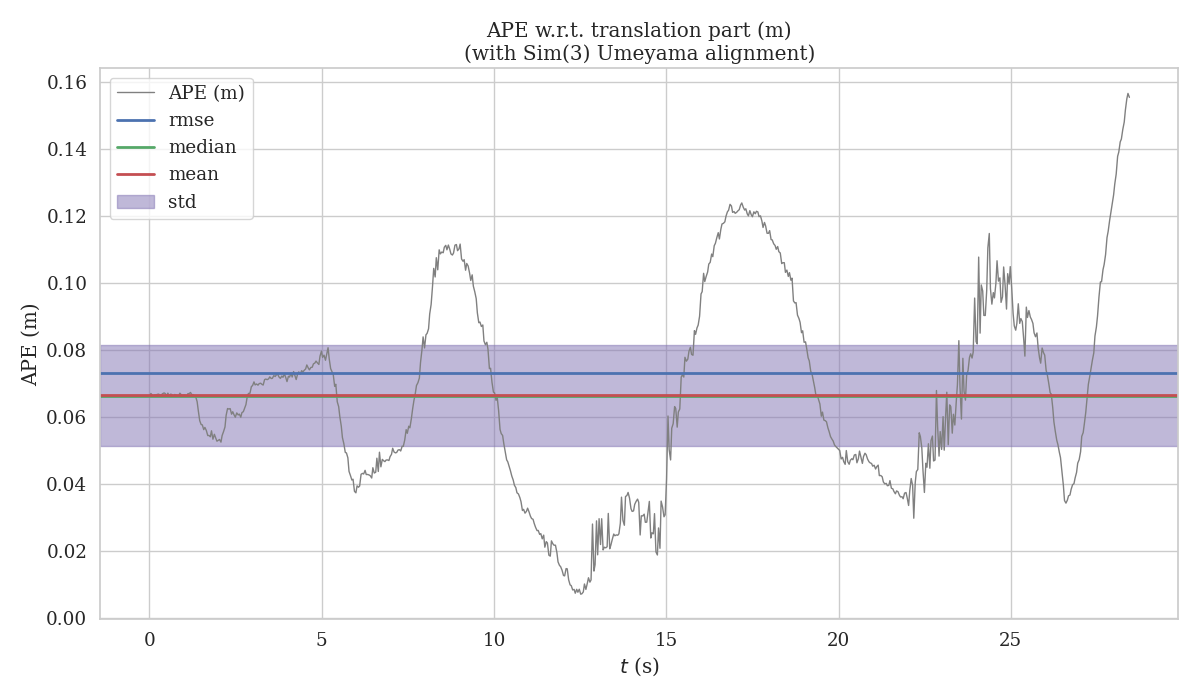 APE w.r.t. translation part (m)
(with Sim(3) Umeyama alignment)
APE (m)
rmse
median
mean
std
0.16
0.14
0.12
0.10
0.08
0.06
0.04
0.02
0.00
APE (m)
0
5
10
15
20
25
t (s)